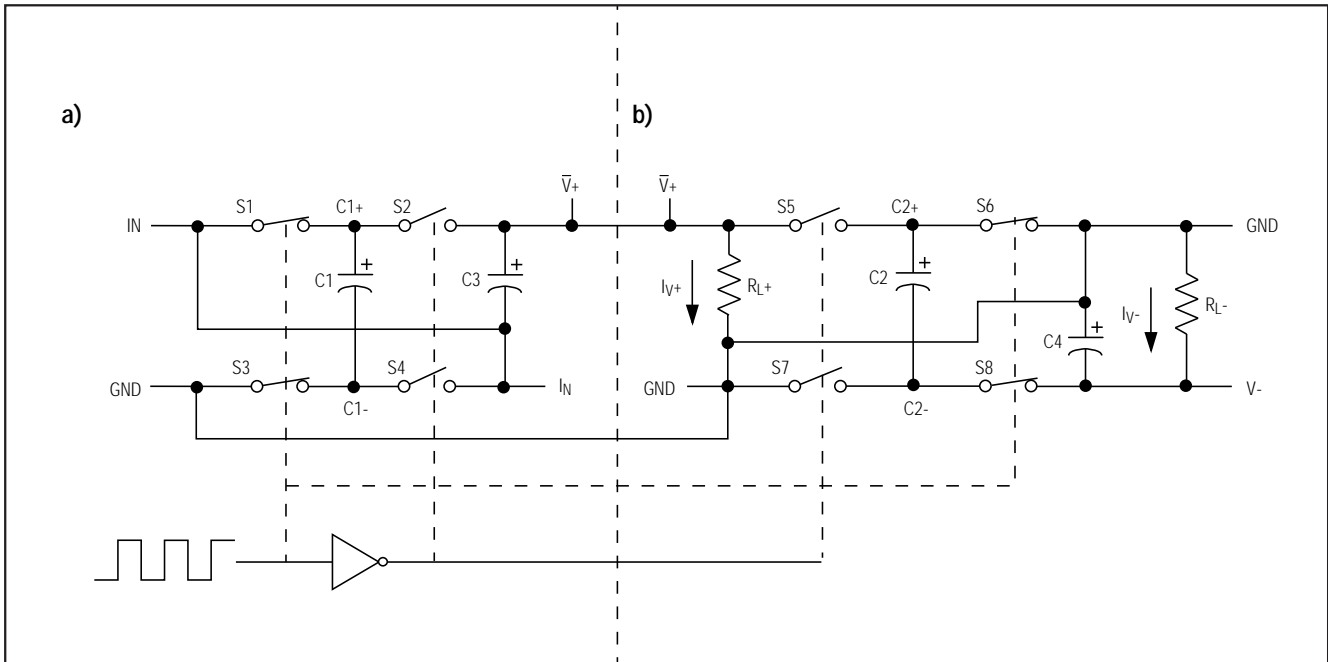 a)
b)
V̅+
V̅+
IN
S1
C1+
S2
S5
C2+
S6
GND
C1
+
C3
+
IV+
RL+
C2
+
IV-
RL-
C4
+
GND
S3
C1-
S4
IN
GND
S7
C2-
S8
V-